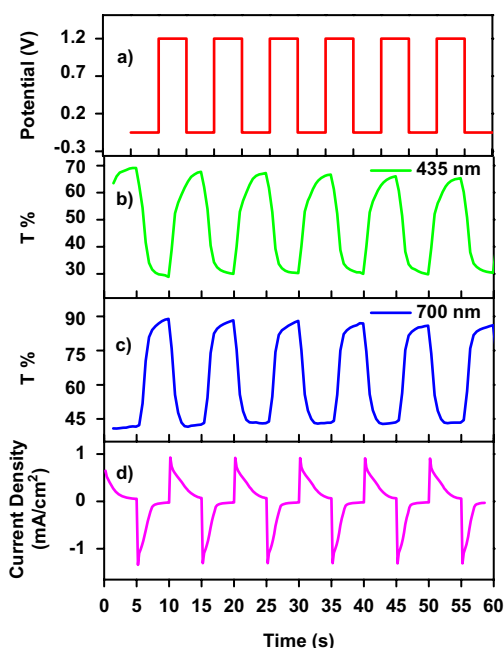 Potential (V)
1.2
0.7
0.2
-0.3
a)
T %
70
60
50
40
30
b)
435 nm
T %
90
75
60
45
c)
700 nm
Currrent Density
(mA/cm²)
1
0
-1
d)
0 5 10 15 20 25 30 35 40 45 50 55 60
Time (s)